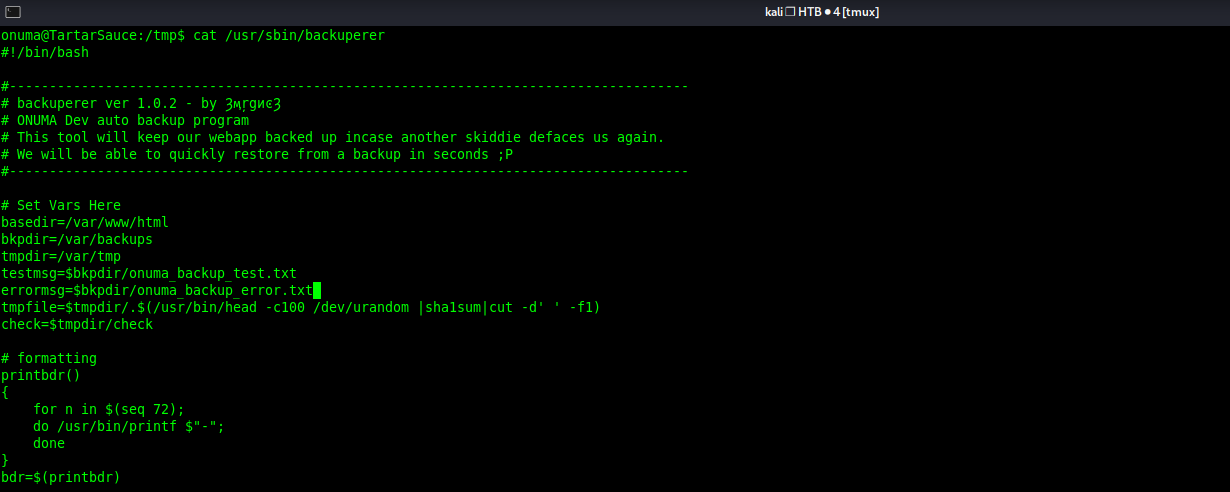 kali ❐ HTB ● 4 [tmux]
onuma@TartarSauce:/tmp$ cat /usr/sbin/backuperer
#!/bin/bash
#-------------------------------------------------------------------------------------
# backuperer ver 1.0.2 - by ȜӎŗgͷͼȜ
# ONUMA Dev auto backup program
# This tool will keep our webapp backed up incase another skiddie defaces us again.
# We will be able to quickly restore from a backup in seconds ;P
#-------------------------------------------------------------------------------------
# Set Vars Here
basedir=/var/www/html
bkpdir=/var/backups
tmpdir=/var/tmp
testmsg=$bkpdir/onuma_backup_test.txt
errormsg=$bkpdir/onuma_backup_error.txt
tmpfile=$tmpdir/.$(/usr/bin/head -c100 /dev/urandom |sha1sum|cut -d' ' -f1)
check=$tmpdir/check
# formatting
printbdr()
{
    for n in $(seq 72);
    do /usr/bin/printf $"-";
    done
}
bdr=$(printbdr)